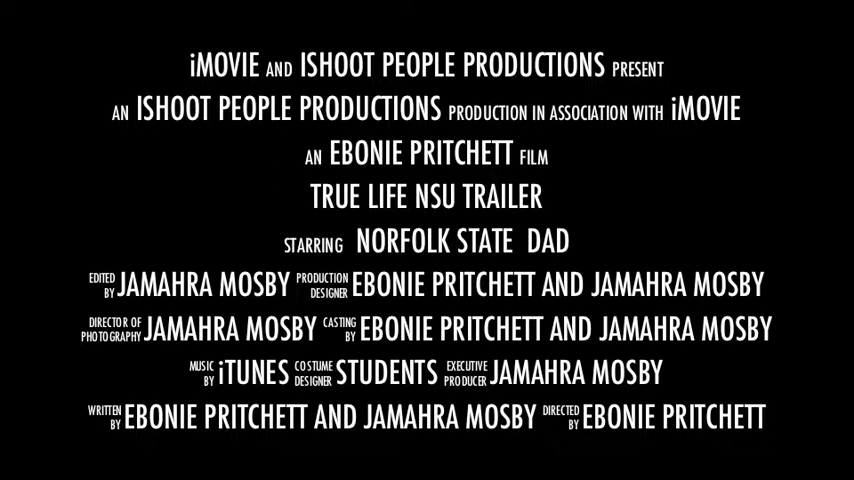 iMOVIE AND ISHOOT PEOPLE PRODUCTIONS PRESENT
AN ISHOOT PEOPLE PRODUCTIONS PRODUCTION IN ASSOCIATION WITH iMOVIE
AN EBONIE PRITCHETT FILM
TRUE LIFE NSU TRAILER
STARRING NORFOLK STATE DAD
EDITED BY JAMAHRA MOSBY PRODUCTION DESIGNER EBONIE PRITCHETT AND JAMAHRA MOSBY
DIRECTOR OF PHOTOGRAPHY JAMAHRA MOSBY CASTING BY EBONIE PRITCHETT AND JAMAHRA MOSBY
MUSIC BY iTUNES COSTUME DESIGNER STUDENTS EXECUTIVE PRODUCER JAMAHRA MOSBY
WRITTEN BY EBONIE PRITCHETT AND JAMAHRA MOSBY DIRECTED BY EBONIE PRITCHETT